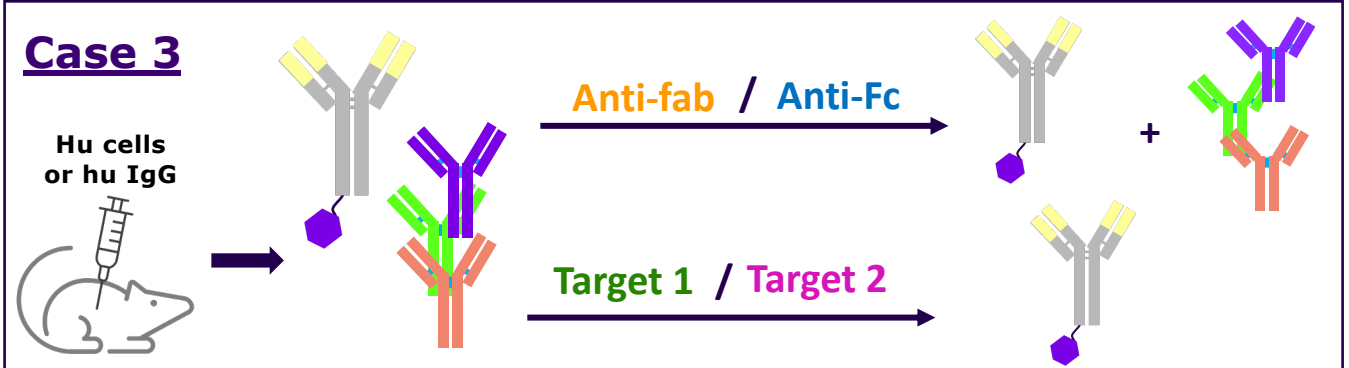 Case 3
Hu cells
or hu IgG
Anti-fab / Anti-Fc
+
Target 1 / Target 2